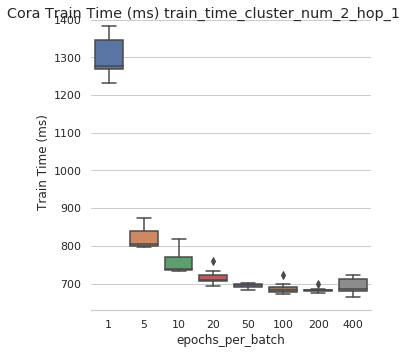 Cora Train Time (ms) train_time_cluster_num_2_hop_1
1400
1300
1200
1100
1000
900
800
700
Train Time (ms)
1 5 10 20 50 100 200 400
epochs_per_batch